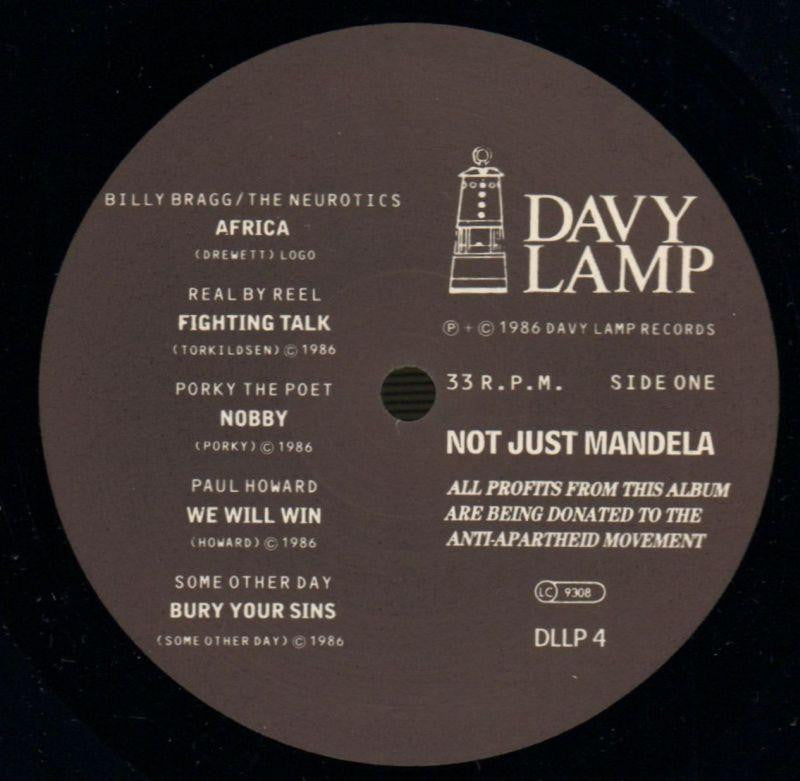 BILLY BRAGG/THE NEUROTICS
AFRICA
(DREWETT) LOGO
REAL BY REEL
FIGHTING TALK
(TORKILDSEN) © 1986
PORKY THE POET
NOBBY
(PORKY) © 1986
PAUL HOWARD
WE WILL WIN
(HOWARD) © 1986
SOME OTHER DAY
BURY YOUR SINS
(SOME OTHER DAY) © 1986
DAVY
LAMP
℗ + © 1986 DAVY LAMP RECORDS
33 R.P.M. SIDE ONE
NOT JUST MANDELA
ALL PROFITS FROM THIS ALBUM
ARE BEING DONATED TO THE
ANTI-APARTHEID MOVEMENT
LC 9308
DLLP 4